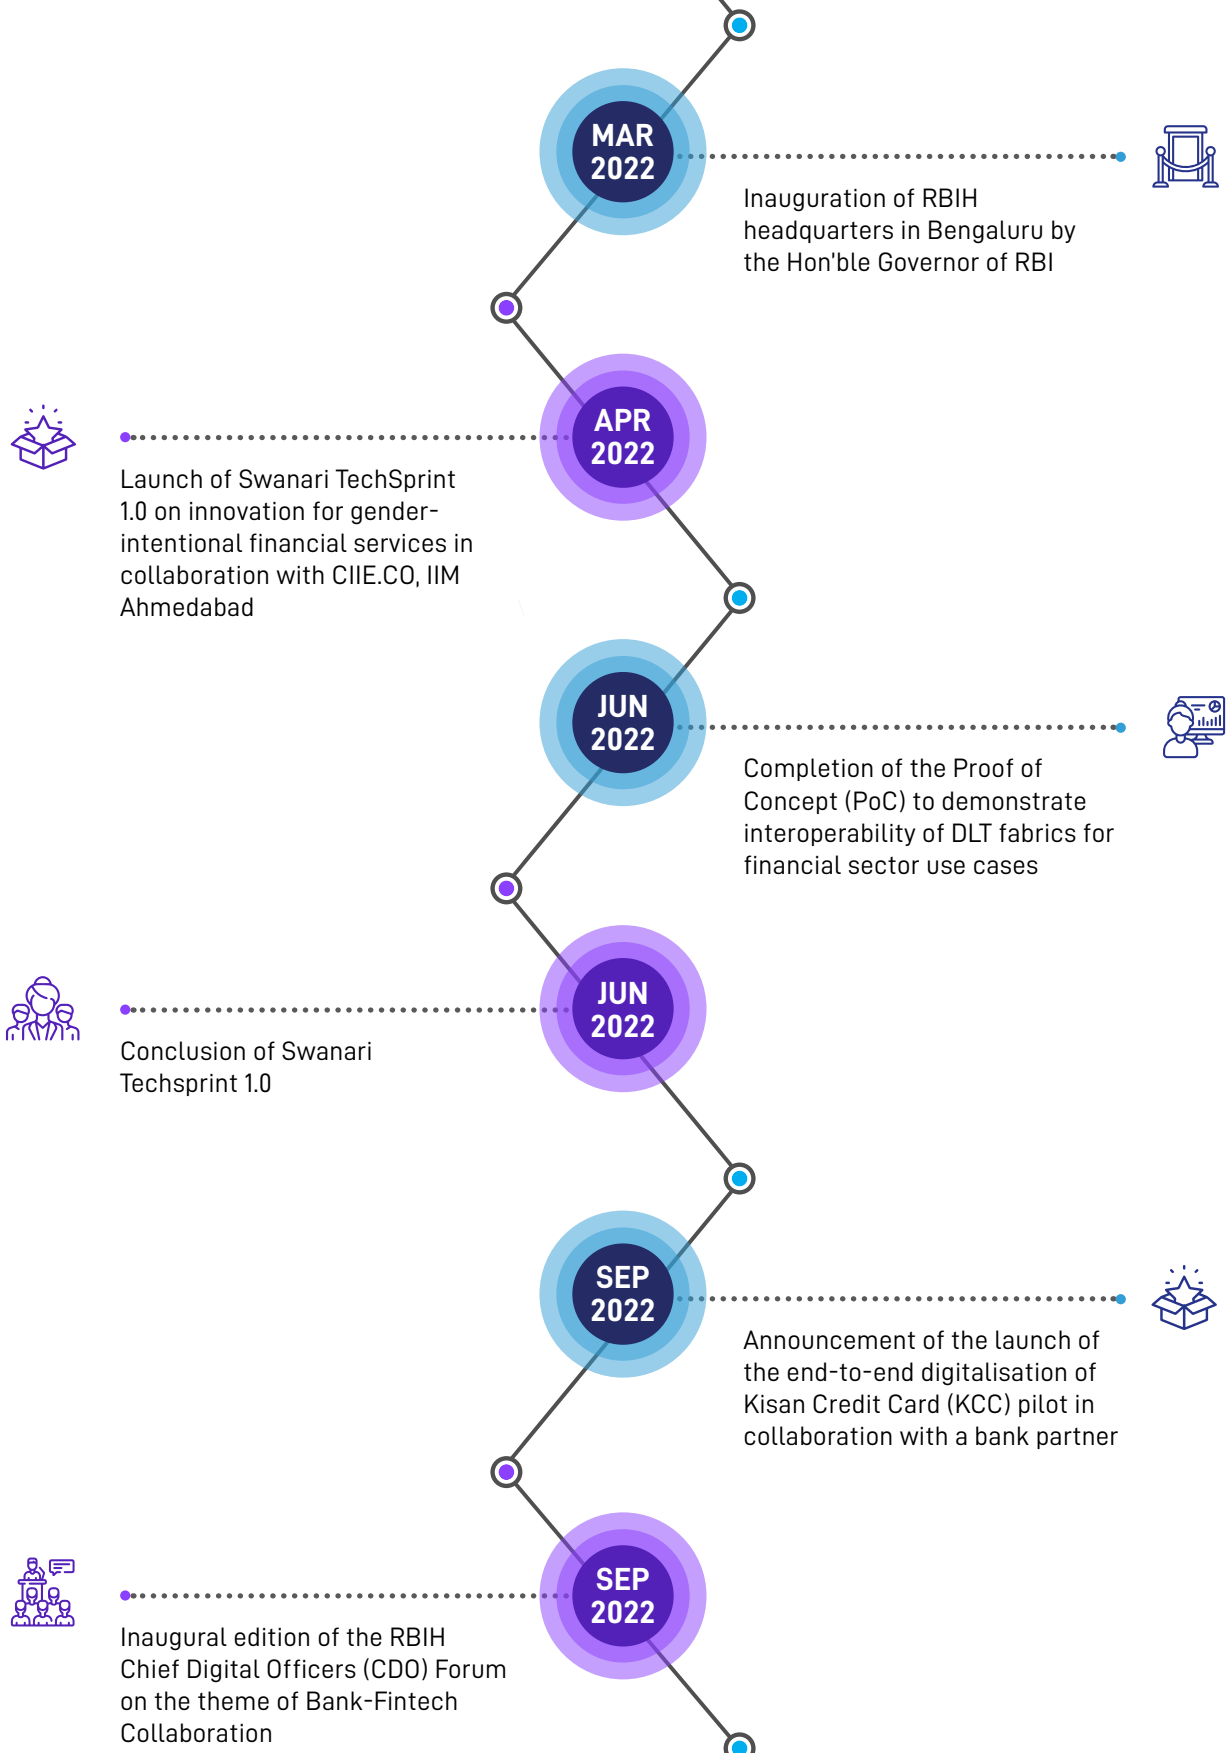 MAR
2022
Inauguration of RBIH
headquarters in Bengaluru by
the Hon'ble Governor of RBI
APR
2022
Launch of Swanari TechSprint
1.0 on innovation for gender-
intentional financial services in
collaboration with CIIE.CO, IIM
Ahmedabad
JUN
2022
Completion of the Proof of
Concept (PoC) to demonstrate
interoperability of DLT fabrics for
financial sector use cases
JUN
2022
Conclusion of Swanari
Techsprint 1.0
SEP
2022
Announcement of the launch of
the end-to-end digitalisation of
Kisan Credit Card (KCC) pilot in
collaboration with a bank partner
SEP
2022
Inaugural edition of the RBIH
Chief Digital Officers (CDO) Forum
on the theme of Bank-Fintech
Collaboration